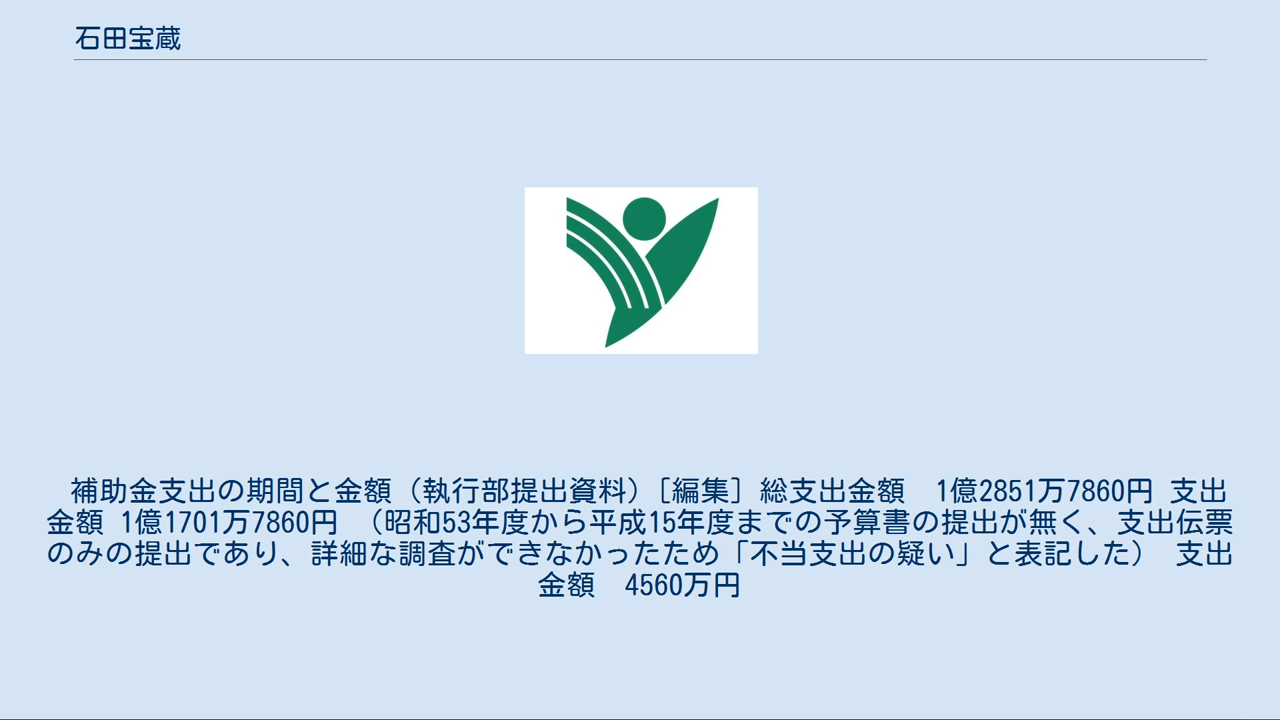 石田宝蔵
補助金支出の期間と金額（執行部提出資料）［編集］総支出金額　1億2851万7860円 支出
金額 1億1701万7860円　（昭和53年度から平成15年度までの予算書の提出が無く、支出伝票
のみの提出であり、詳細な調査ができなかったため「不当支出の疑い」と表記した）　支出
金額　4560万円